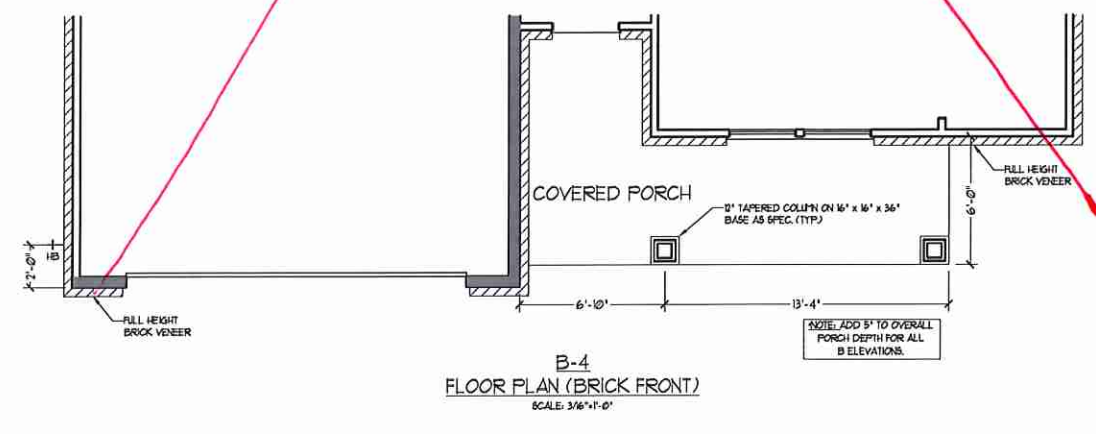 COVERED PORCH
12" TAPERED COLUMN ON 16" x 16" x 36"
BASE AS SPEC. (TYP.)
FULL HEIGHT
BRICK VENEER
6'-0"
2'-0"
HB
FULL HEIGHT
BRICK VENEER
6'-10"
13'-4"
NOTE: ADD 5" TO OVERALL
PORCH DEPTH FOR ALL
B ELEVATIONS.
B-4
FLOOR PLAN (BRICK FRONT)
SCALE: 3/16"=1'-0"